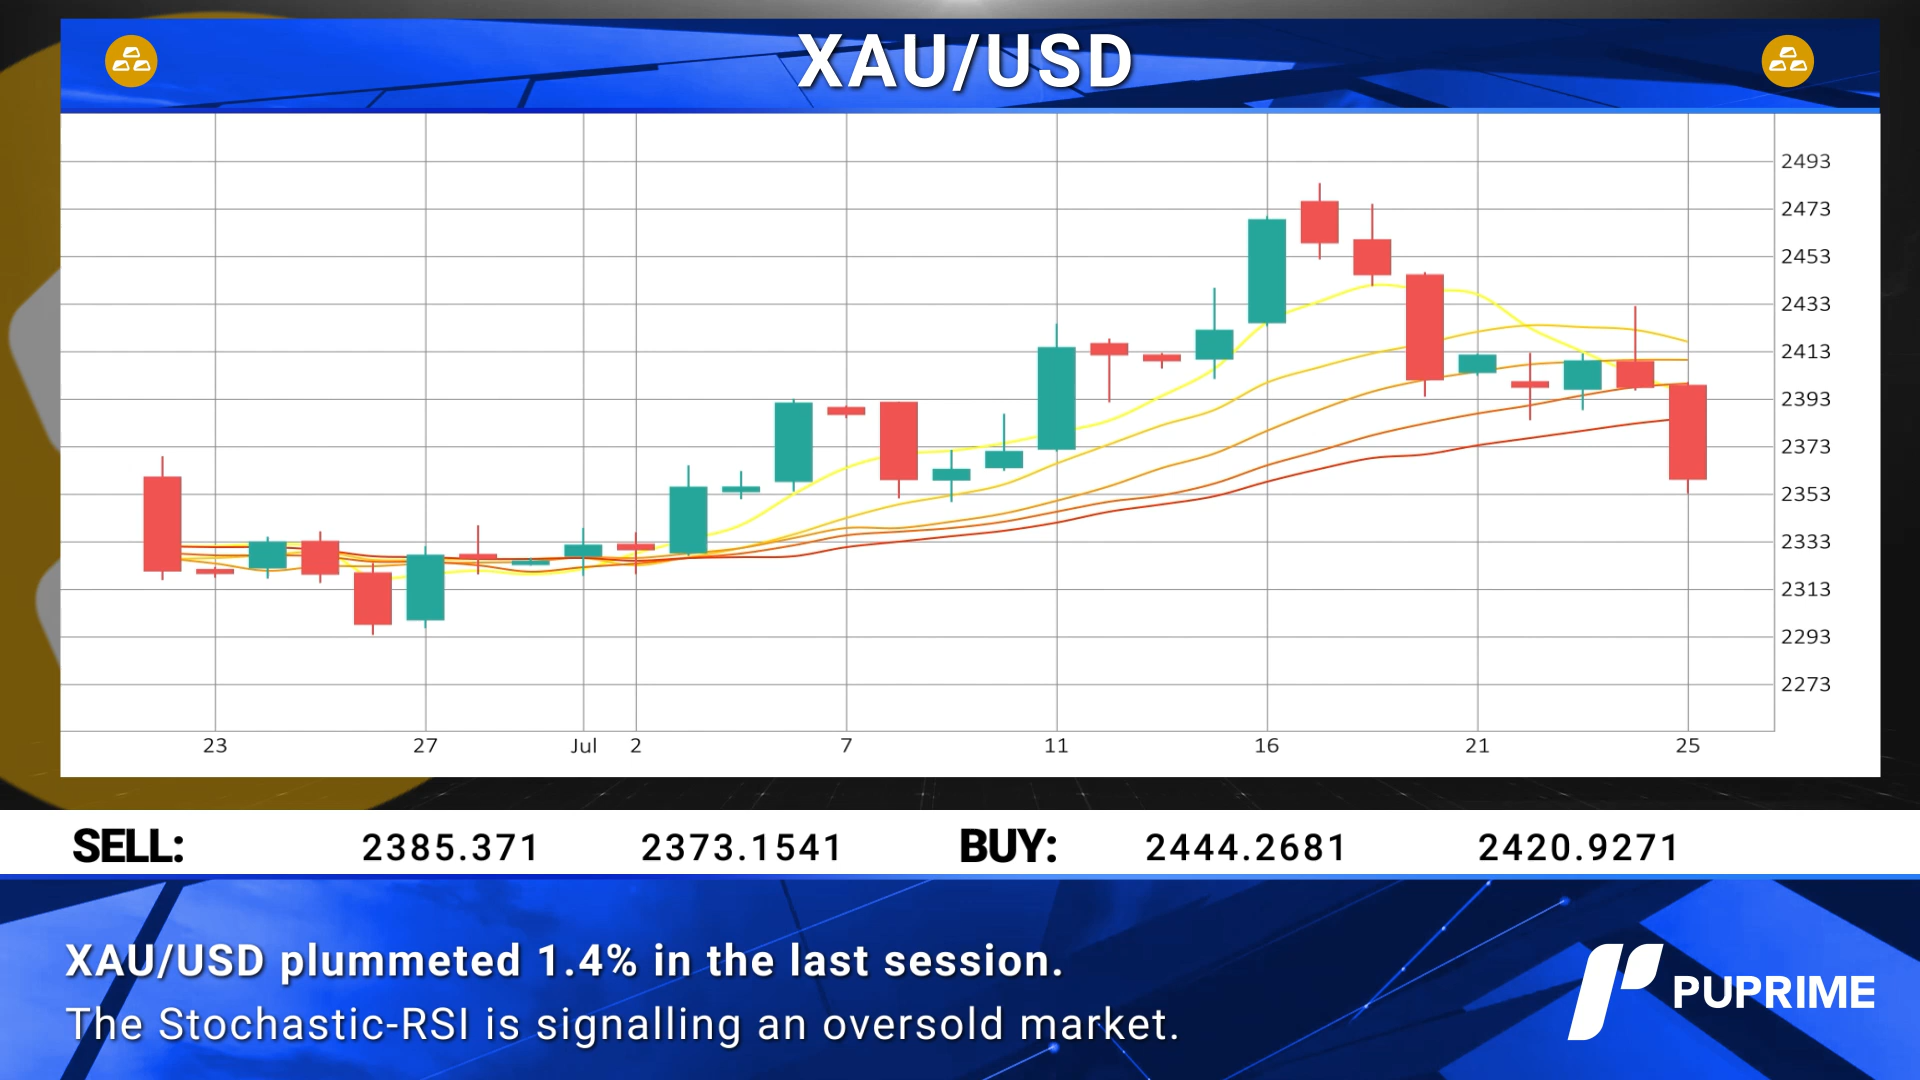 XAU/USD
2493
2473
2453
2433
2413
2393
2373
2353
2333
2313
2293
2273
23 27 Jul 2 7 11 16 21 25
SELL: 2385.371 2373.1541 BUY: 2444.2681 2420.9271
XAU/USD plummeted 1.4% in the last session.
The Stochastic-RSI is signalling an oversold market.
PUPRIME